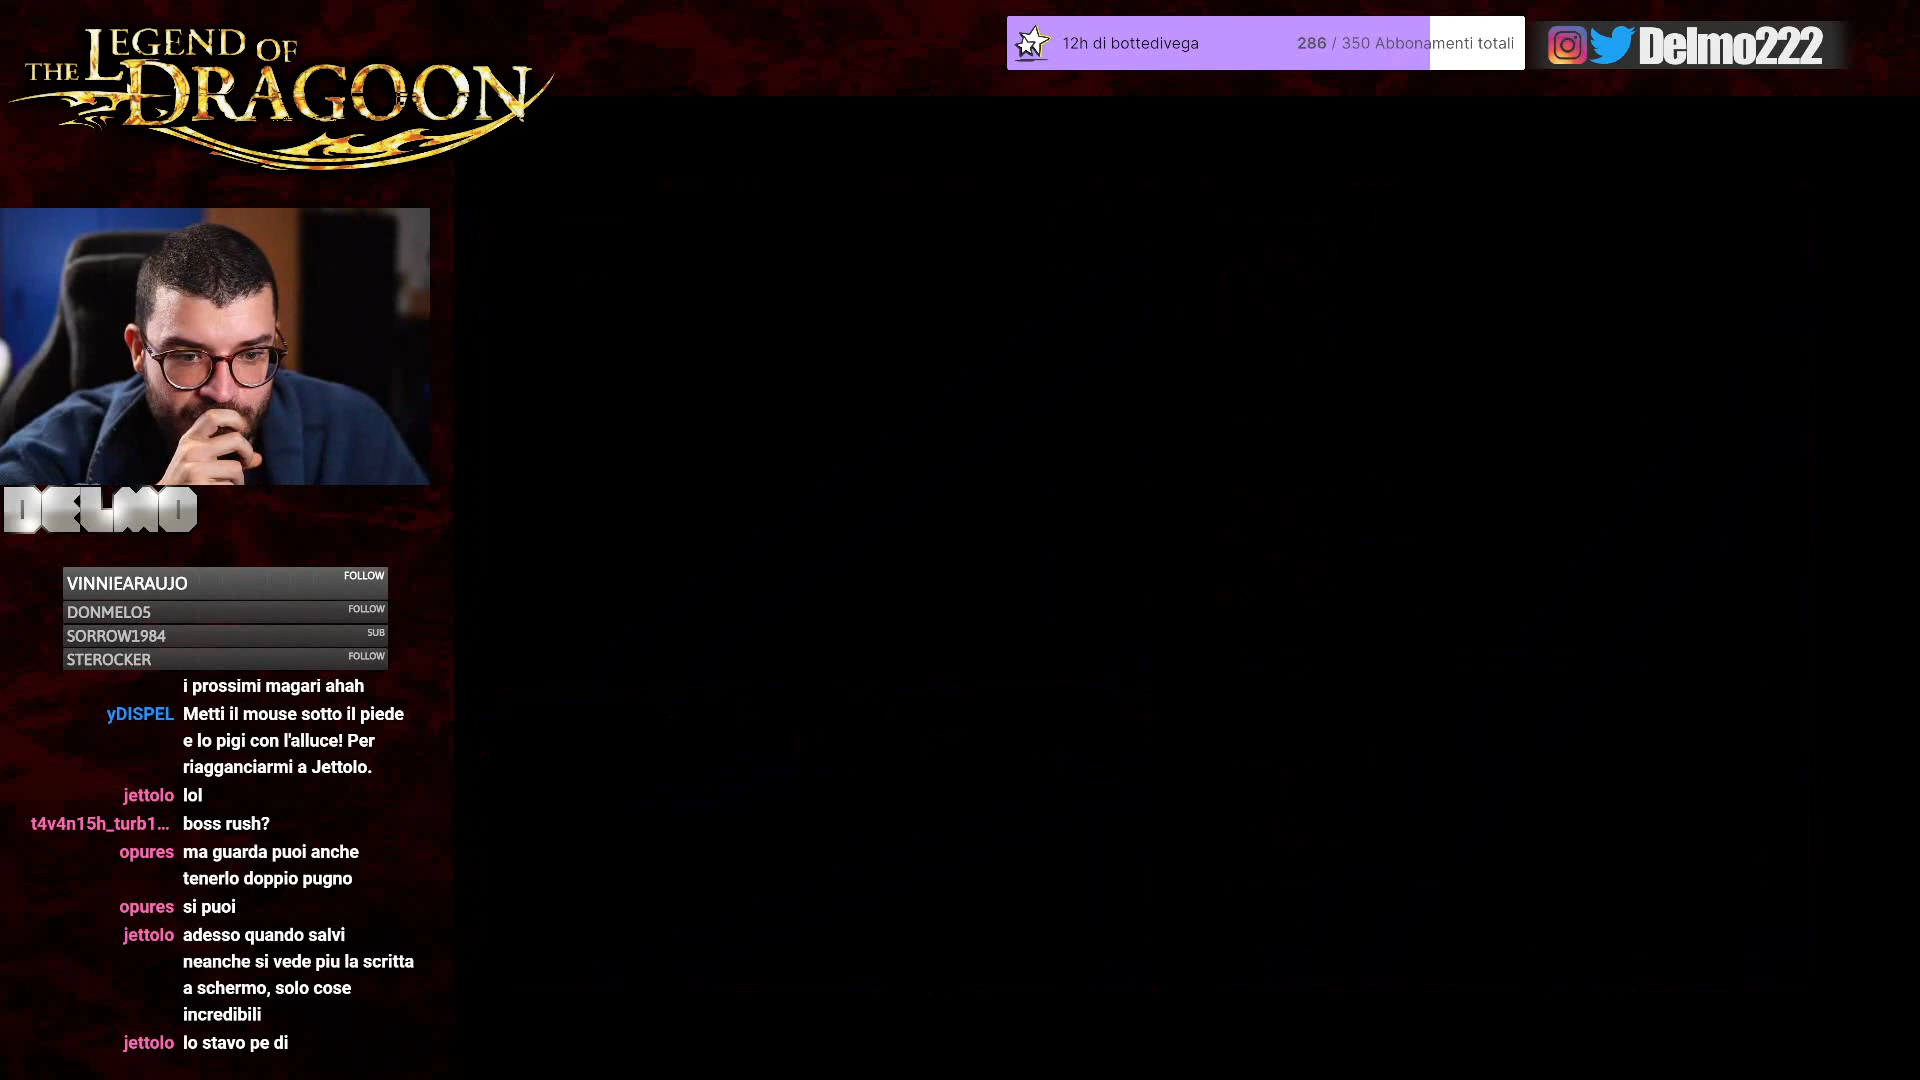 THE LEGEND OF
DRAGOON
12h di bottedivega
286 / 350 Abbonamenti totali
Delmo222
DELMO
VINNIEARAUJO FOLLOW
DONMELO5 FOLLOW
SORROW1984 SUB
STEROCKER FOLLOW
i prossimi magari ahah
yDISPEL Metti il mouse sotto il piede
e lo pigi con l'alluce! Per
riagganciarmi a Jettolo.
jettolo lol
t4v4n15h_turb1... boss rush?
opures ma guarda puoi anche
tenerlo doppio pugno
opures si puoi
jettolo adesso quando salvi
neanche si vede piu la scritta
a schermo, solo cose
incredibili
jettolo lo stavo pe di